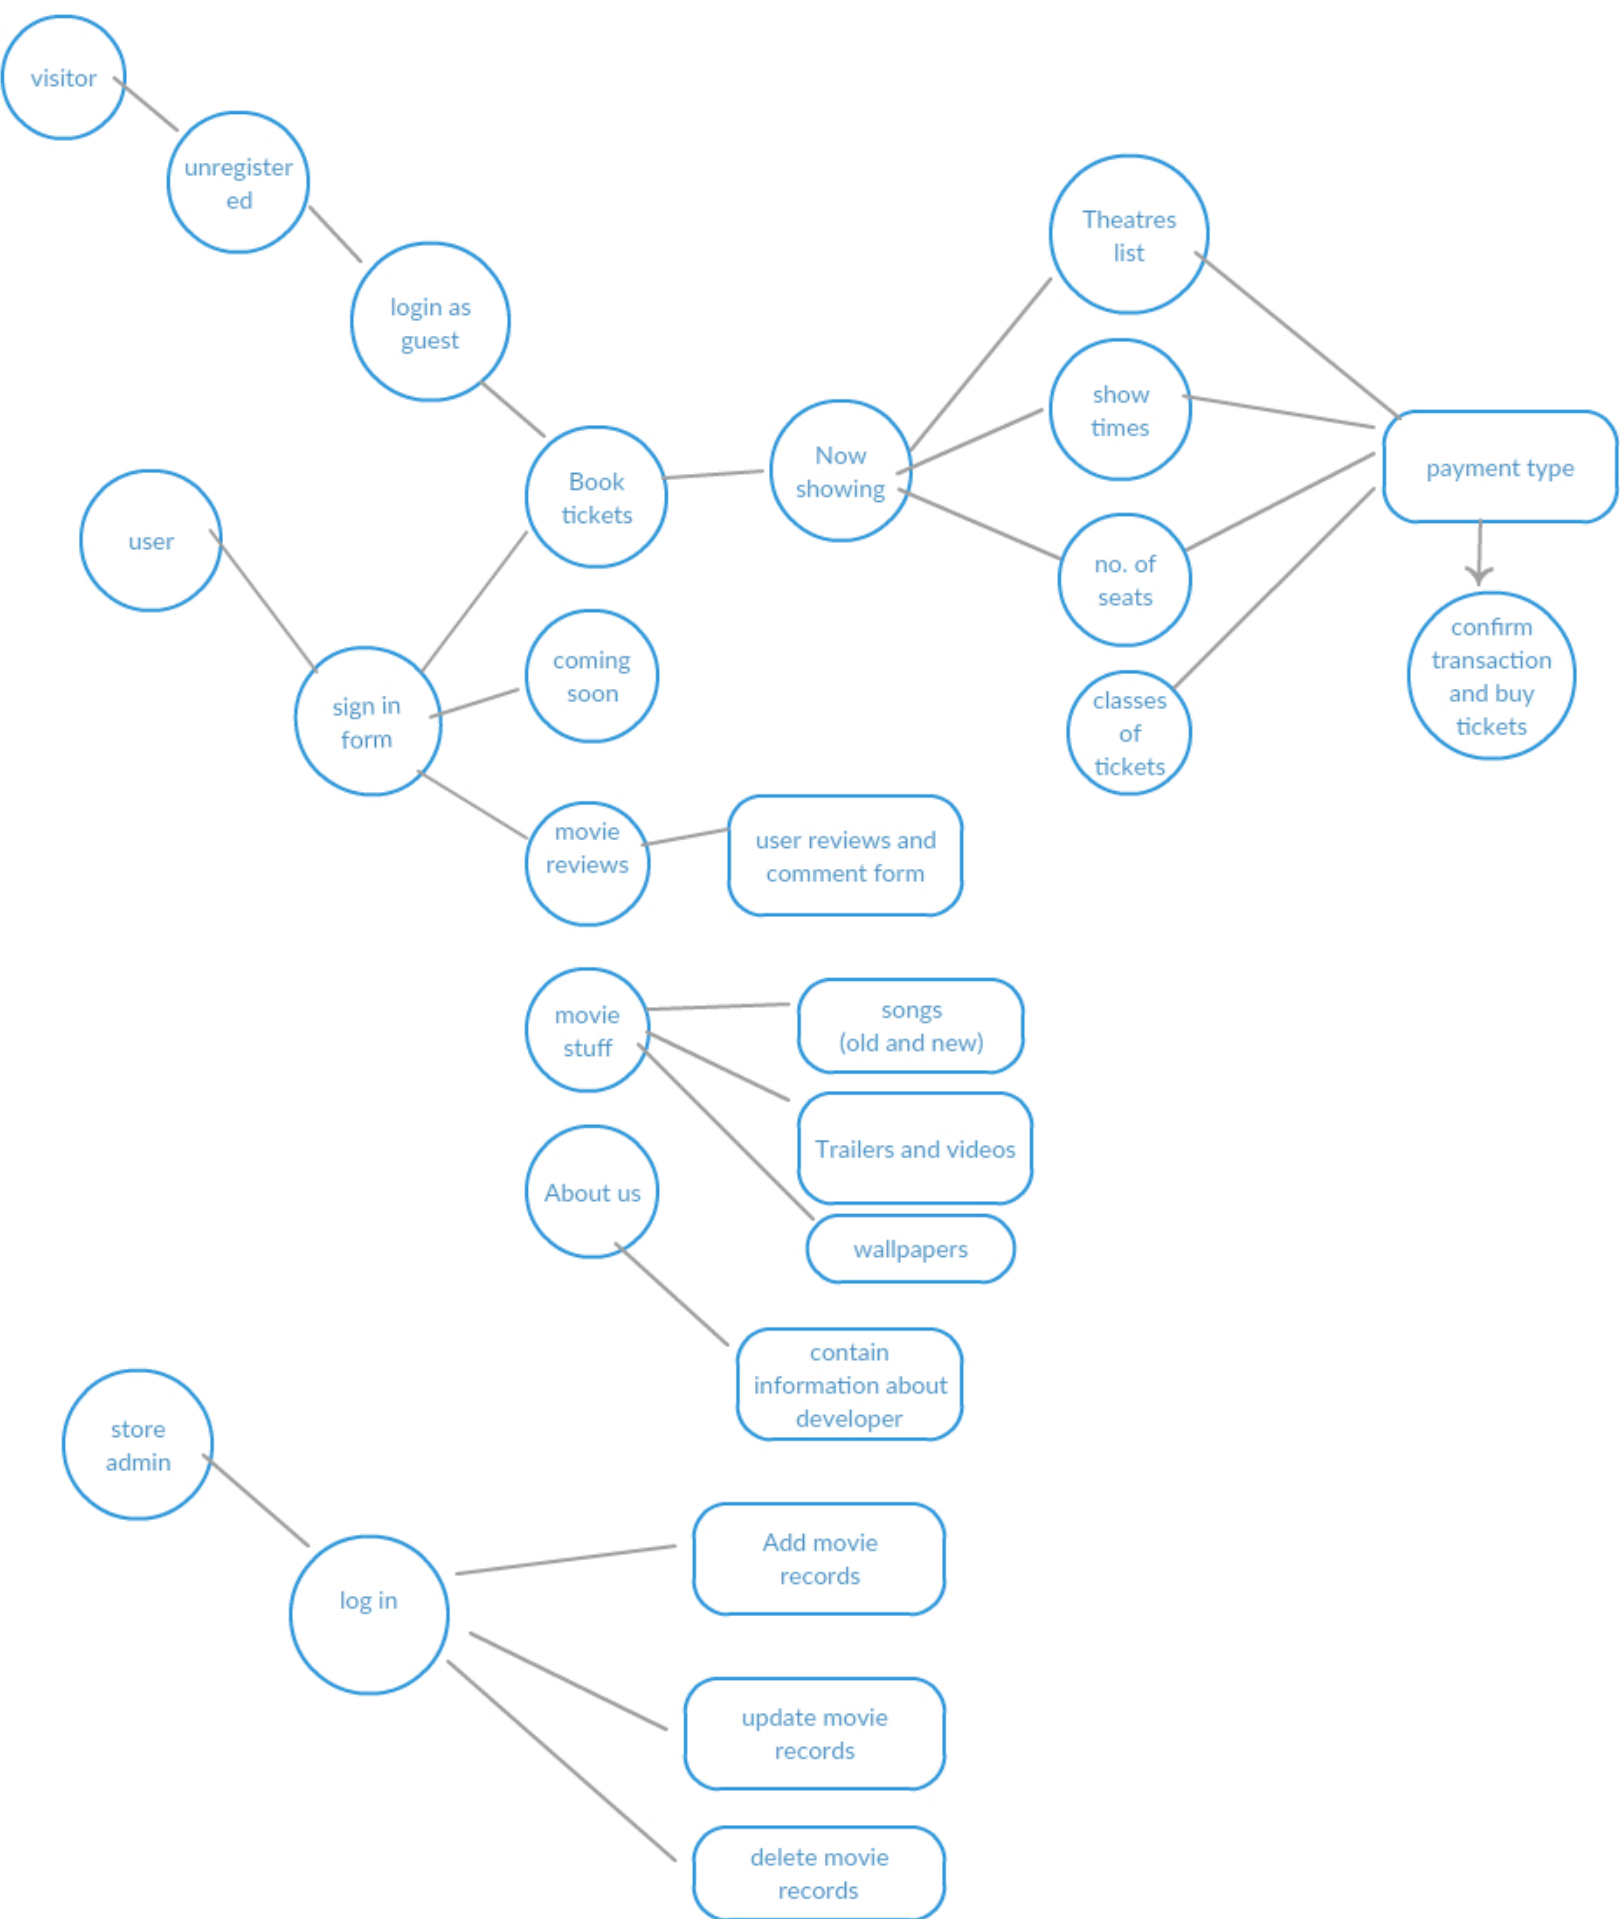 visitor
unregister
ed
login as
guest
Theatres
list
show
times
Now
showing
Book
tickets
payment type
user
no. of
seats
confirm
transaction
and buy
tickets
coming
soon
sign in
form
classes
of
tickets
movie
reviews
user reviews and
comment form
movie
stuff
songs
(old and new)
Trailers and videos
About us
wallpapers
contain
information about
developer
store
admin
log in
Add movie
records
update movie
records
delete movie
records